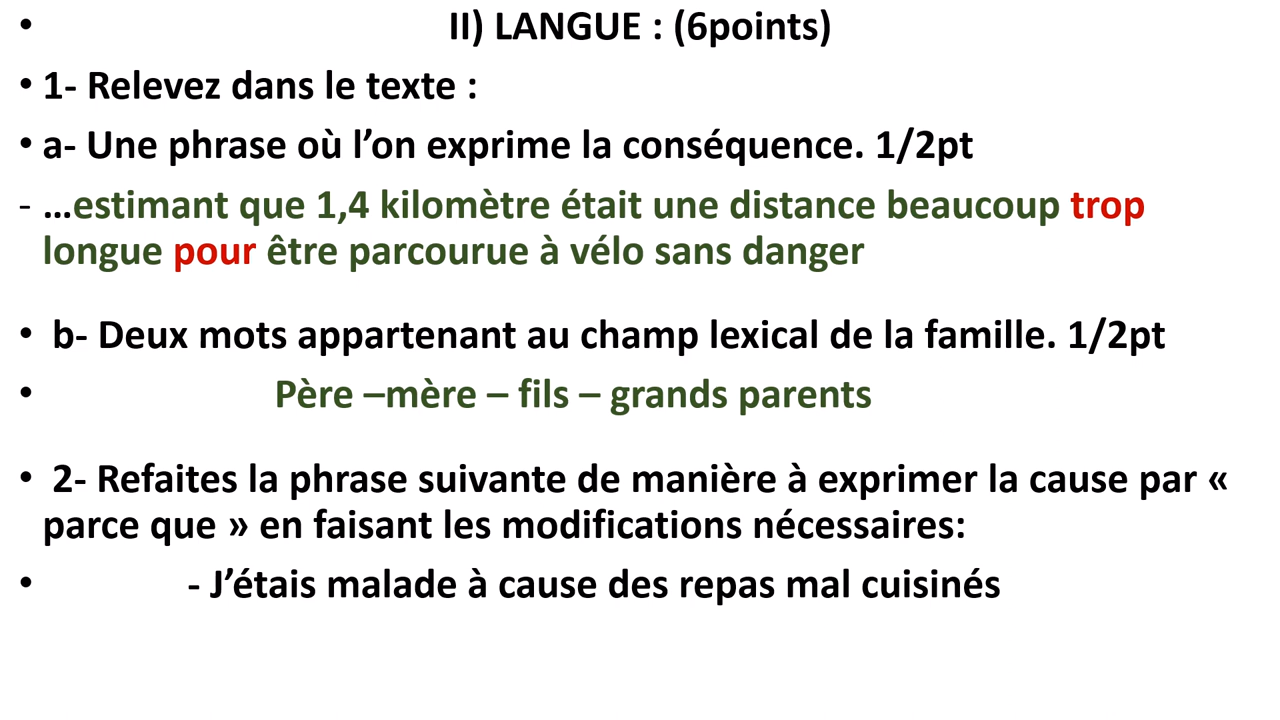 • II) LANGUE : (6points)
• 1- Relevez dans le texte :
• a- Une phrase où l’on exprime la conséquence. 1/2pt
- …estimant que 1,4 kilomètre était une distance beaucoup trop
longue pour être parcourue à vélo sans danger
• b- Deux mots appartenant au champ lexical de la famille. 1/2pt
• Père –mère – fils – grands parents
• 2- Refaites la phrase suivante de manière à exprimer la cause par «
parce que » en faisant les modifications nécessaires:
• - J’étais malade à cause des repas mal cuisinés